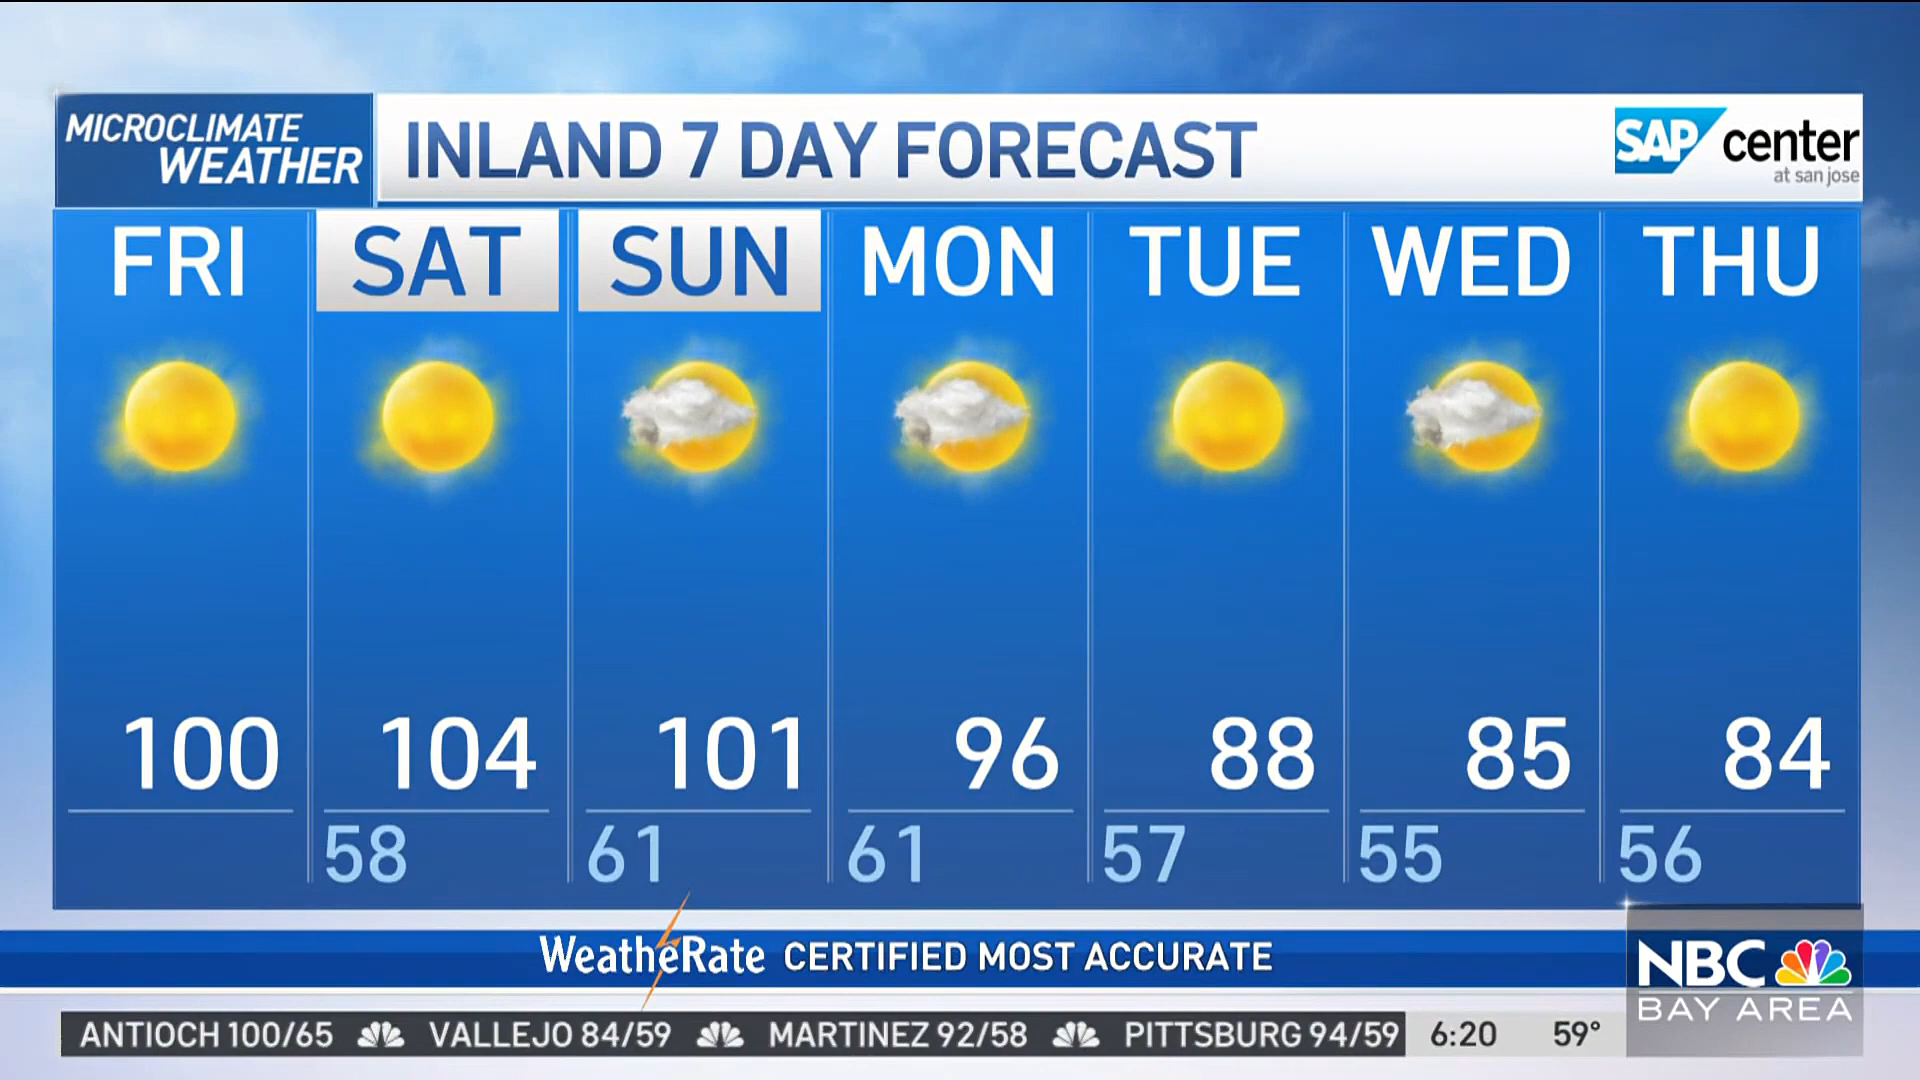 MICROCLIMATE
WEATHER
INLAND 7 DAY FORECAST
SAP center
at san jose
FRI SAT SUN MON TUE WED THU
100 104 101 96 88 85 84
58 61 61 57 55 56
WeatheRate CERTIFIED MOST ACCURATE
NBC
BAY AREA
ANTIOCH 100/65 VALLEJO 84/59 MARTINEZ 92/58 PITTSBURG 94/59 6:20 59°